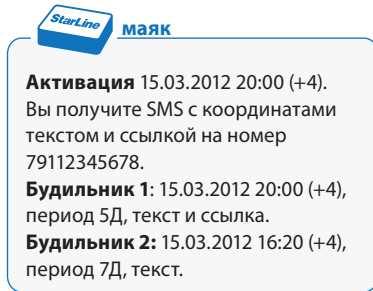 StarLine
маяк
Активация 15.03.2012 20:00 (+4).
Вы получите SMS с координатами
текстом и ссылкой на номер
79112345678.
Будильник 1: 15.03.2012 20:00 (+4),
период 5Д, текст и ссылка.
Будильник 2: 15.03.2012 16:20 (+4),
период 7Д, текст.